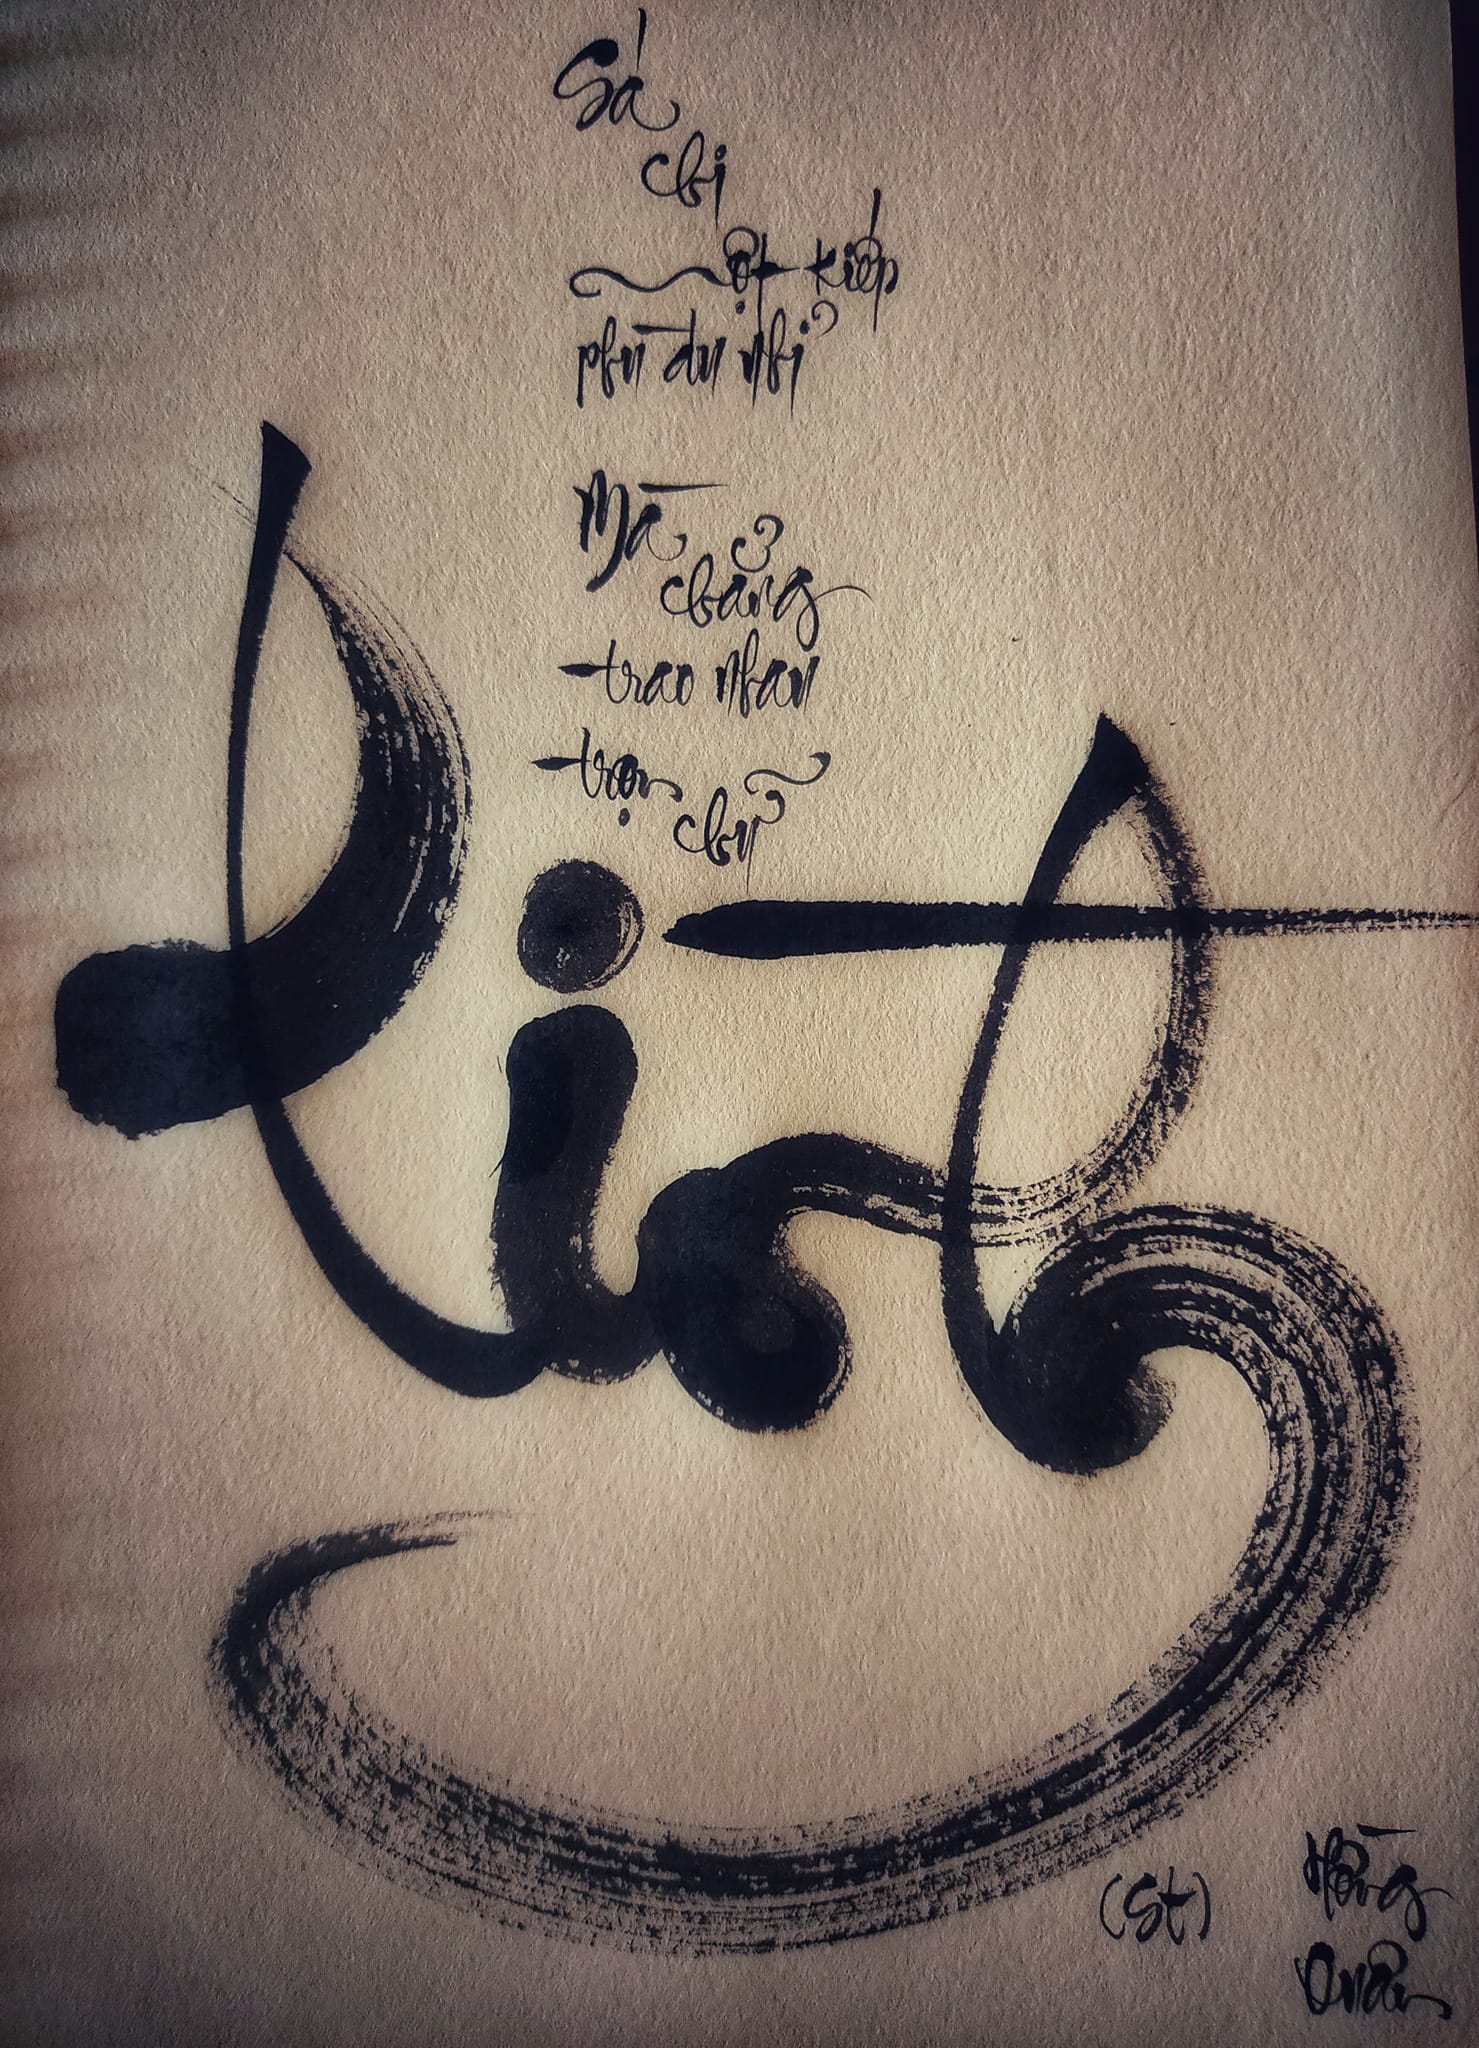 Sá
chi
một kiếp
phù du nhỉ
Mà
chẳng
trao nhau
trọn
chữ
tình
(st)
Hồng
Quân